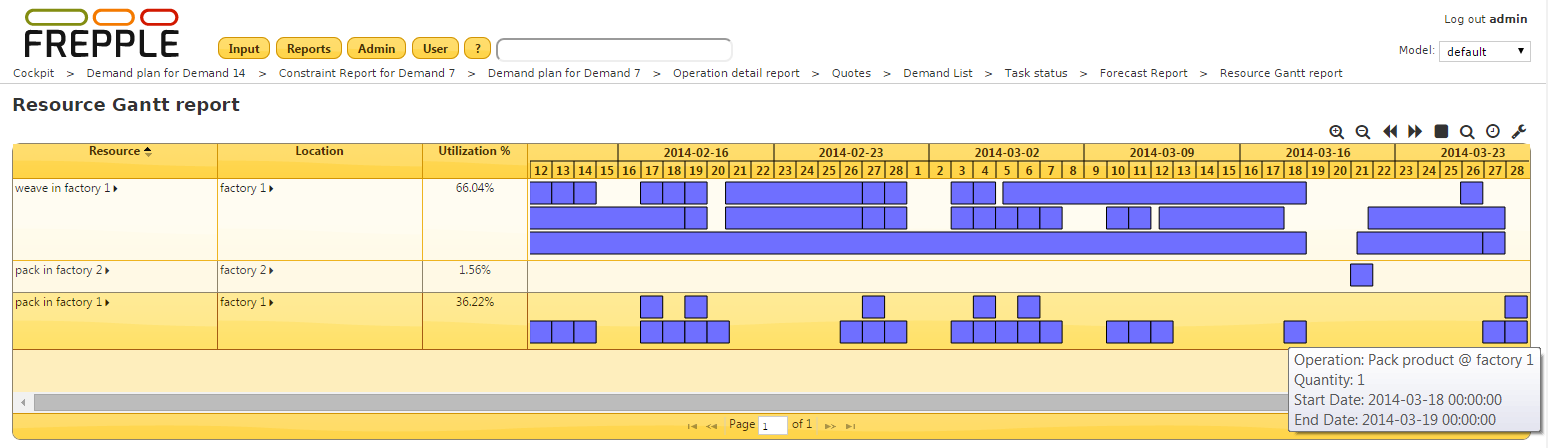 Log out admin
FREPPLE
Input Reports Admin User ?
Model: default
Cockpit > Demand plan for Demand 14 > Constraint Report for Demand 7 > Demand plan for Demand 7 > Operation detail report > Quotes > Demand List > Task status > Forecast Report > Resource Gantt report
Resource Gantt report
Resource Location Utilization % 2014-02-16 2014-02-23 2014-03-02 2014-03-09 2014-03-16 2014-03-23
12 13 14 15 16 17 18 19 20 21 22 23 24 25 26 27 28 1 2 3 4 5 6 7 8 9 10 11 12 13 14 15 16 17 18 19 20 21 22 23 24 25 26 27 28
weave in factory 1 factory 1 66.04%
pack in factory 2 factory 2 1.56%
pack in factory 1 factory 1 36.22%
Operation: Pack product @ factory 1
Quantity: 1
Start Date: 2014-03-18 00:00:00
End Date: 2014-03-19 00:00:00
Page 1 of 1